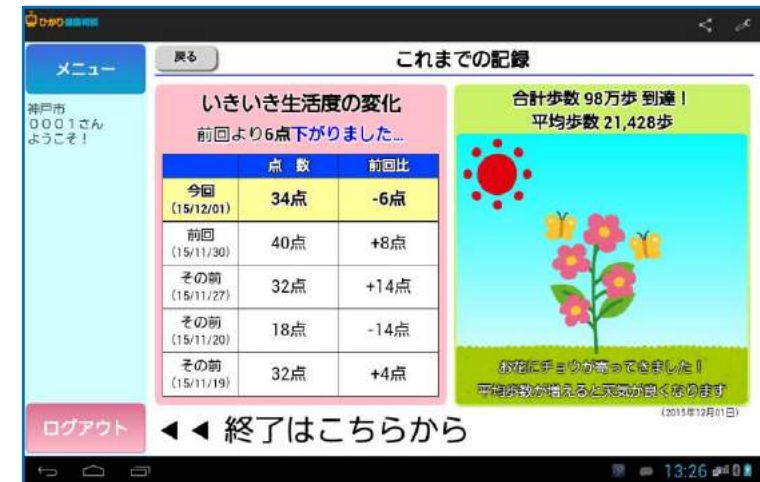 ひかり健康相談
メニュー
神戸市
0001さん
ようこそ!
戻る
これまでの記録
いきいき生活度の変化
前回より6点下がりました…
点 数 前回比
今回
(15/12/01)
34点 -6点
前回
(15/11/30)
40点 +8点
その前
(15/11/27)
32点 +14点
その前
(15/11/20)
18点 -14点
その前
(15/11/19)
32点 +4点
合計歩数 98万歩 到達!
平均歩数 21,428歩
お花にチョウが寄ってきました!
平均歩数が増えると天気が良くなります
(2015年12月01日)
ログアウト
◀ ◀ 終了はこちらから
13:26